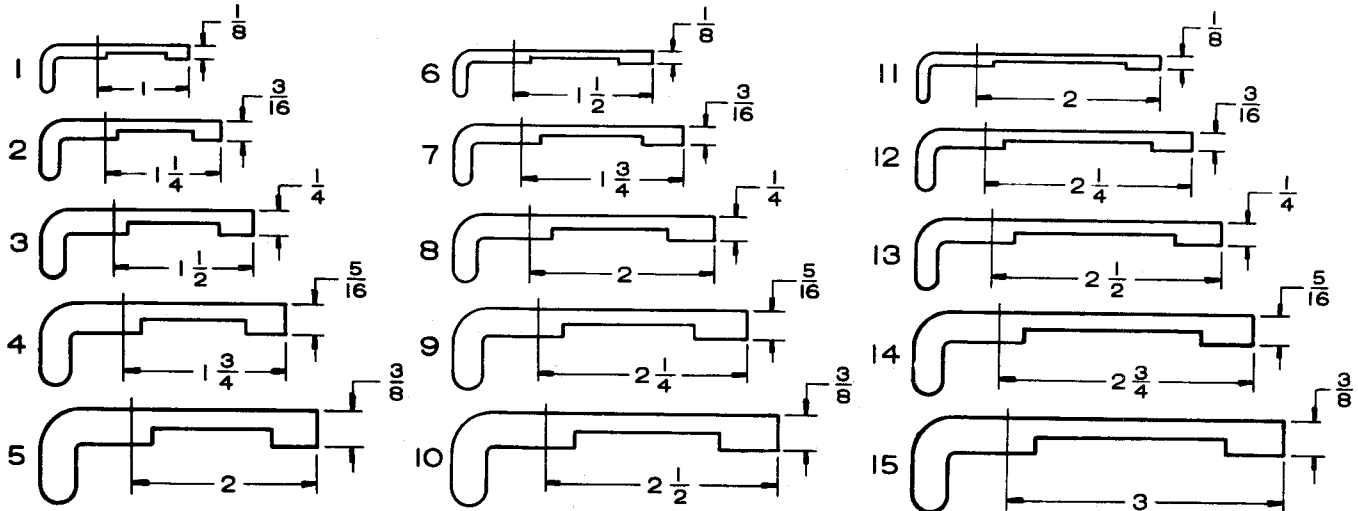 1 1/8 1
2 3/16 1 1/4
3 1/4 1 1/2
4 5/16 1 3/4
5 3/8 2
6 1/8 1 1/2
7 3/16 1 3/4
8 1/4 2
9 5/16 2 1/4
10 3/8 2 1/2
11 1/8 2
12 3/16 2 1/4
13 1/4 2 1/2
14 5/16 2 3/4
15 3/8 3